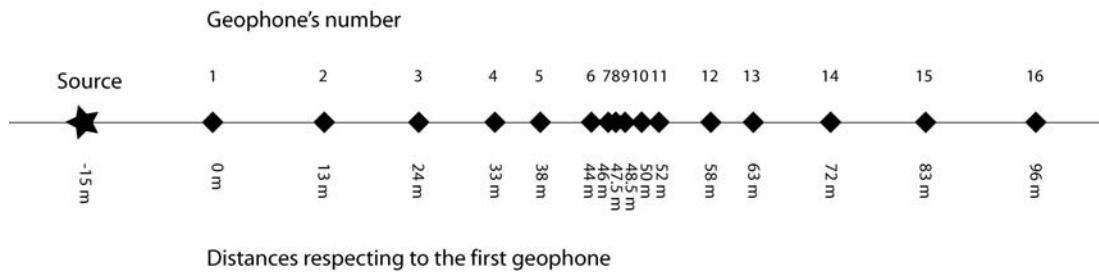 Geophone's number
Source 1 2 3 4 5 6 7 8 9 10 11 12 13 14 15 16
-15 m 0 m 13 m 24 m 33 m 38 m 44 m 46 m 47.5 m 48.5 m 50 m 52 m 58 m 63 m 72 m 83 m 96 m
Distances respecting to the first geophone